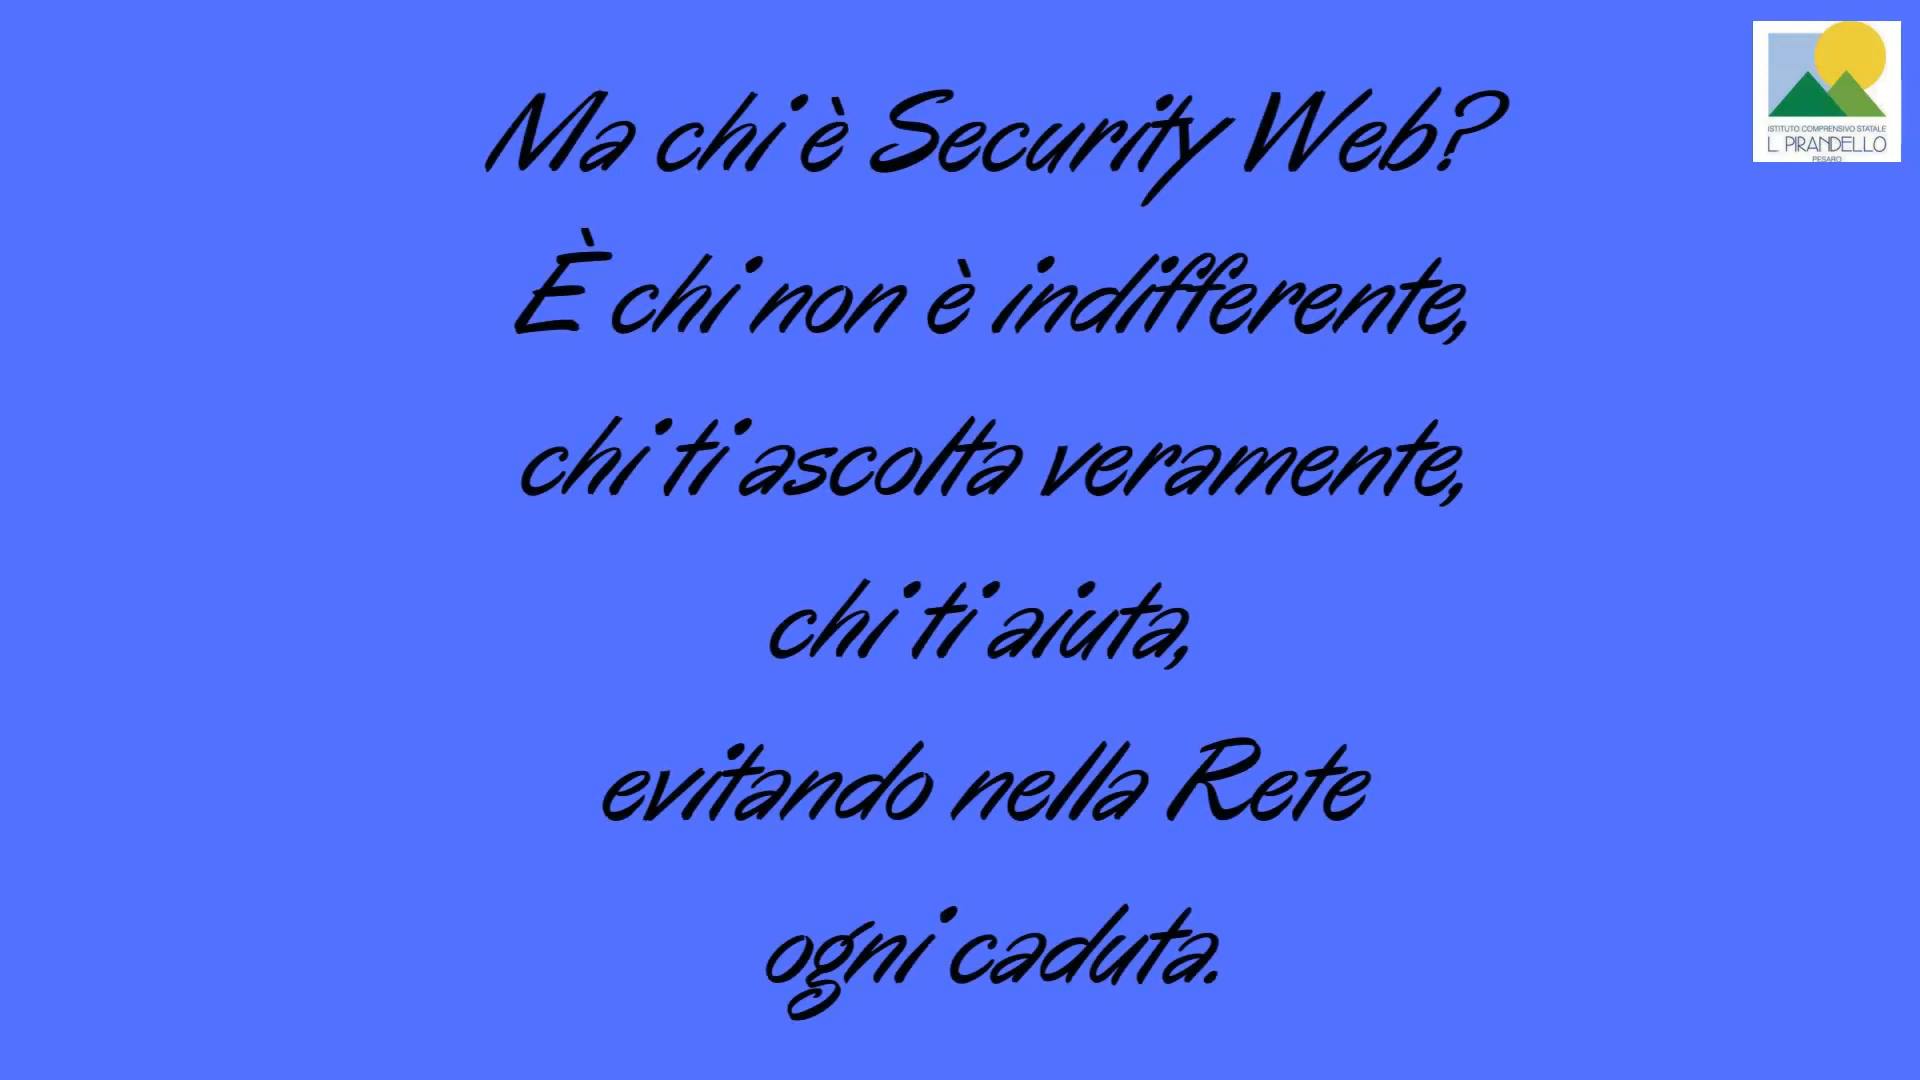 Ma chi è Security Web?
È chi non è indifferente,
chi ti ascolta veramente,
chi ti aiuta,
evitando nella Rete
ogni caduta.
ISTITUTO COMPRENSIVO STATALE
L. PIRANDELLO
PESARO